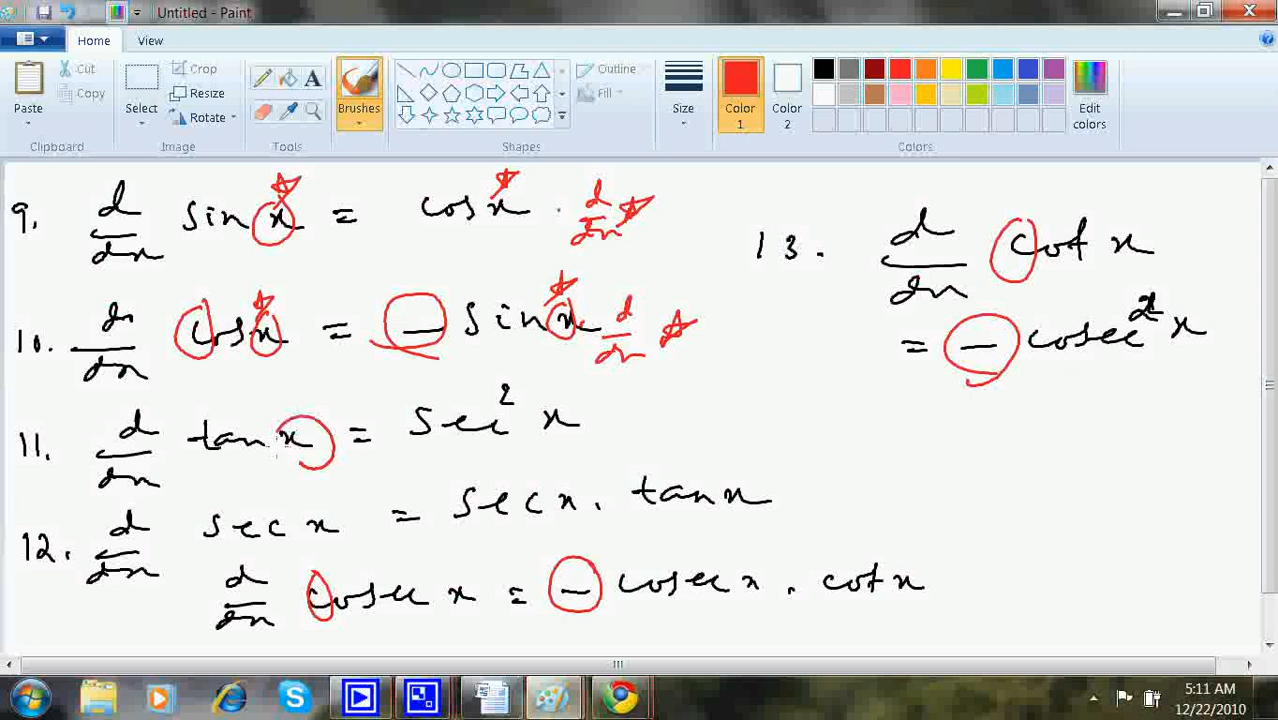 Untitled - Paint
Home View
Paste Cut Copy
Select Crop Resize Rotate
Brushes
Outline Fill
Size
Color 1
Color 2
Edit colors
Clipboard Image Tools Shapes Colors
9. d/dx sin x = cos x . d/dx
10. d/dx cos x = - sin x . d/dx
11. d/dx tan x = sec² x
12. d/dx sec x = sec x . tan x
d/dx cosec x = - cosec x . cot x
13. d/dx cot x
= - cosec² x
5:11 AM
12/22/2010